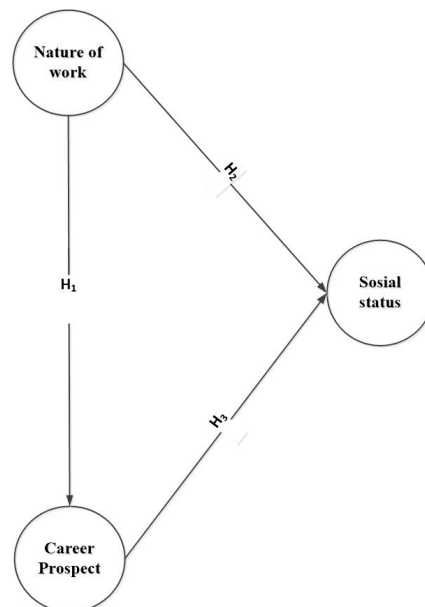 Nature of
work
H₂
H₁
Sosial
status
H₃
Career
Prospect